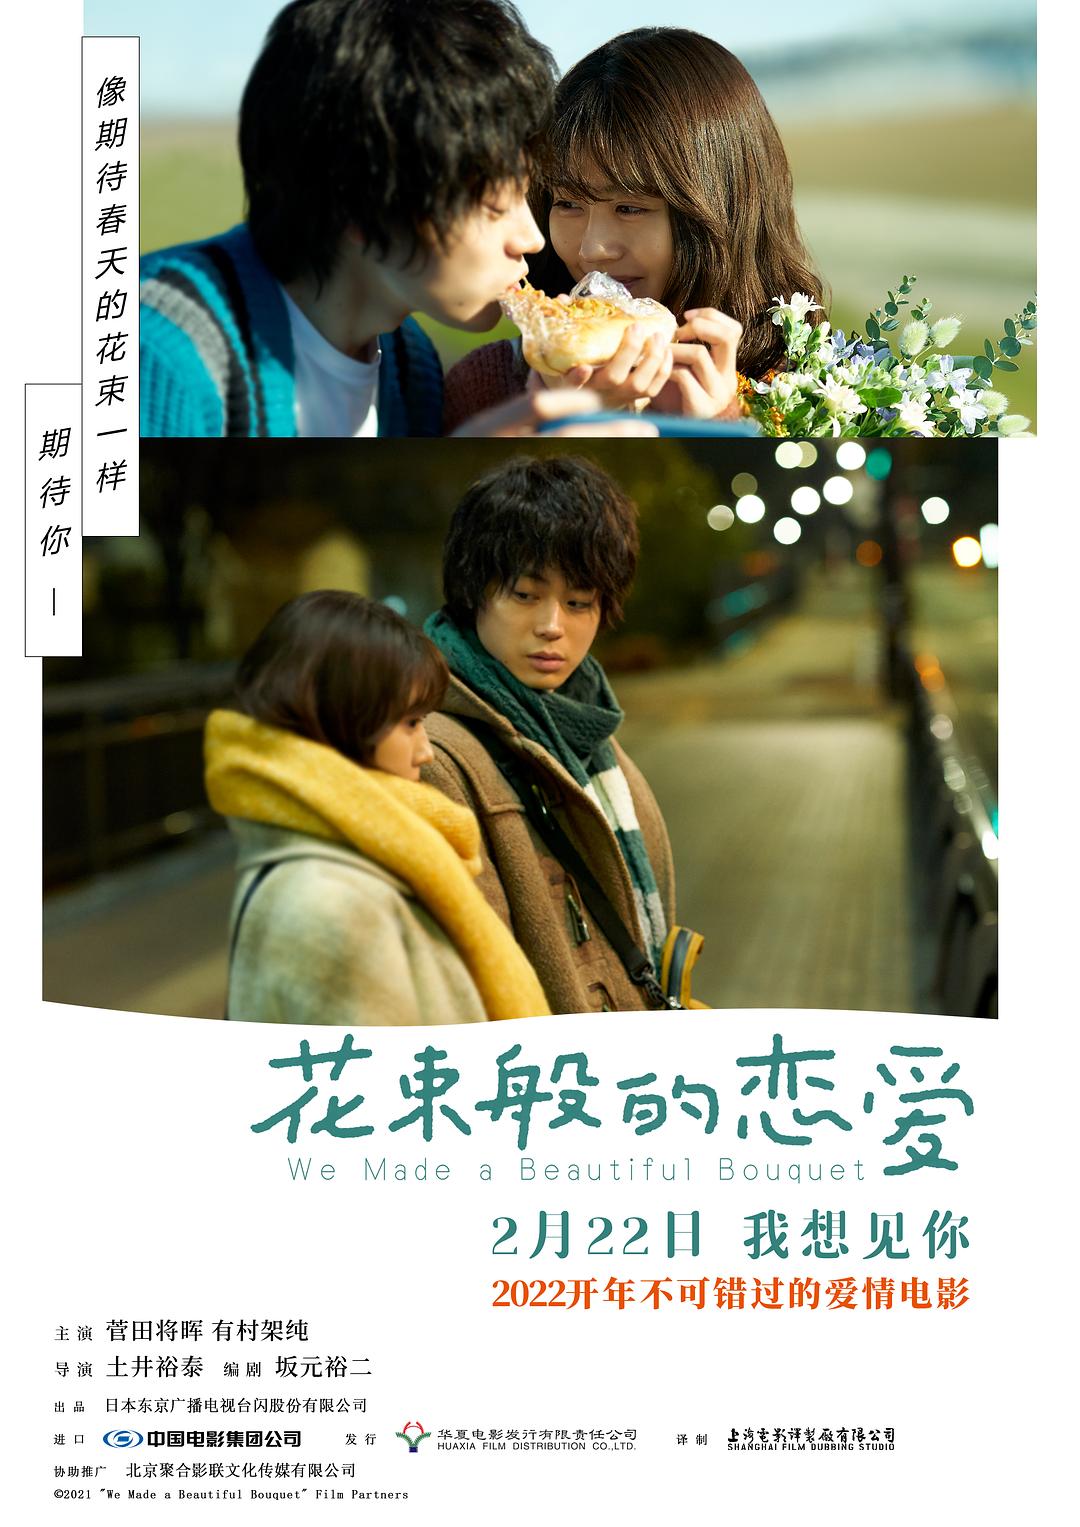 像期待春天的花束一样
期待你—
花束般的恋爱
We Made a Beautiful Bouquet
2月22日 我想见你
2022开年不可错过的爱情电影
主演 菅田将晖 有村架纯
导演 土井裕泰 编剧 坂元裕二
出品 日本东京广播电视台闪股份有限公司
进口 中国电影集团公司 发行 华夏电影发行有限责任公司 译制 上海电影译製廠有限公司
HUAXIA FILM DISTRIBUTION CO.,LTD. SHANGHAI FILM DUBBING STUDIO
协助推广 北京聚合影联文化传媒有限公司
©2021 "We Made a Beautiful Bouquet" Film Partners